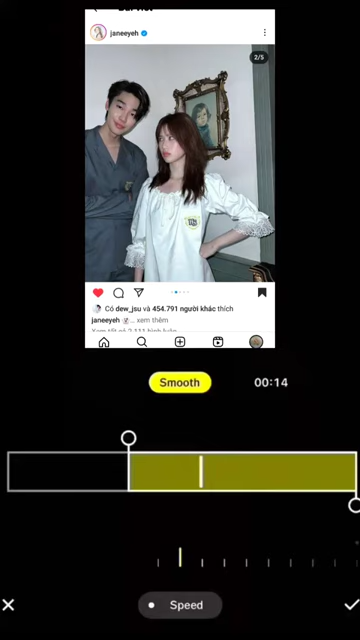 janeeyeh
2/5
Có dew_jsu và 454.791 người khác thích
janeeyeh ... xem thêm
Smooth
00:14
Speed